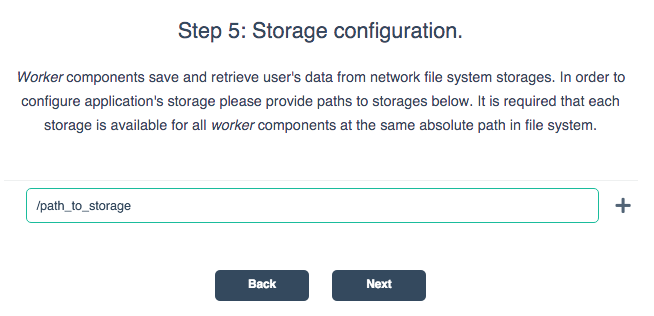 Step 5: Storage configuration.
Worker components save and retrieve user's data from network file system storages. In order to
configure application's storage please provide paths to storages below. It is required that each
storage is available for all worker components at the same absolute path in file system.
/path_to_storage
Back Next